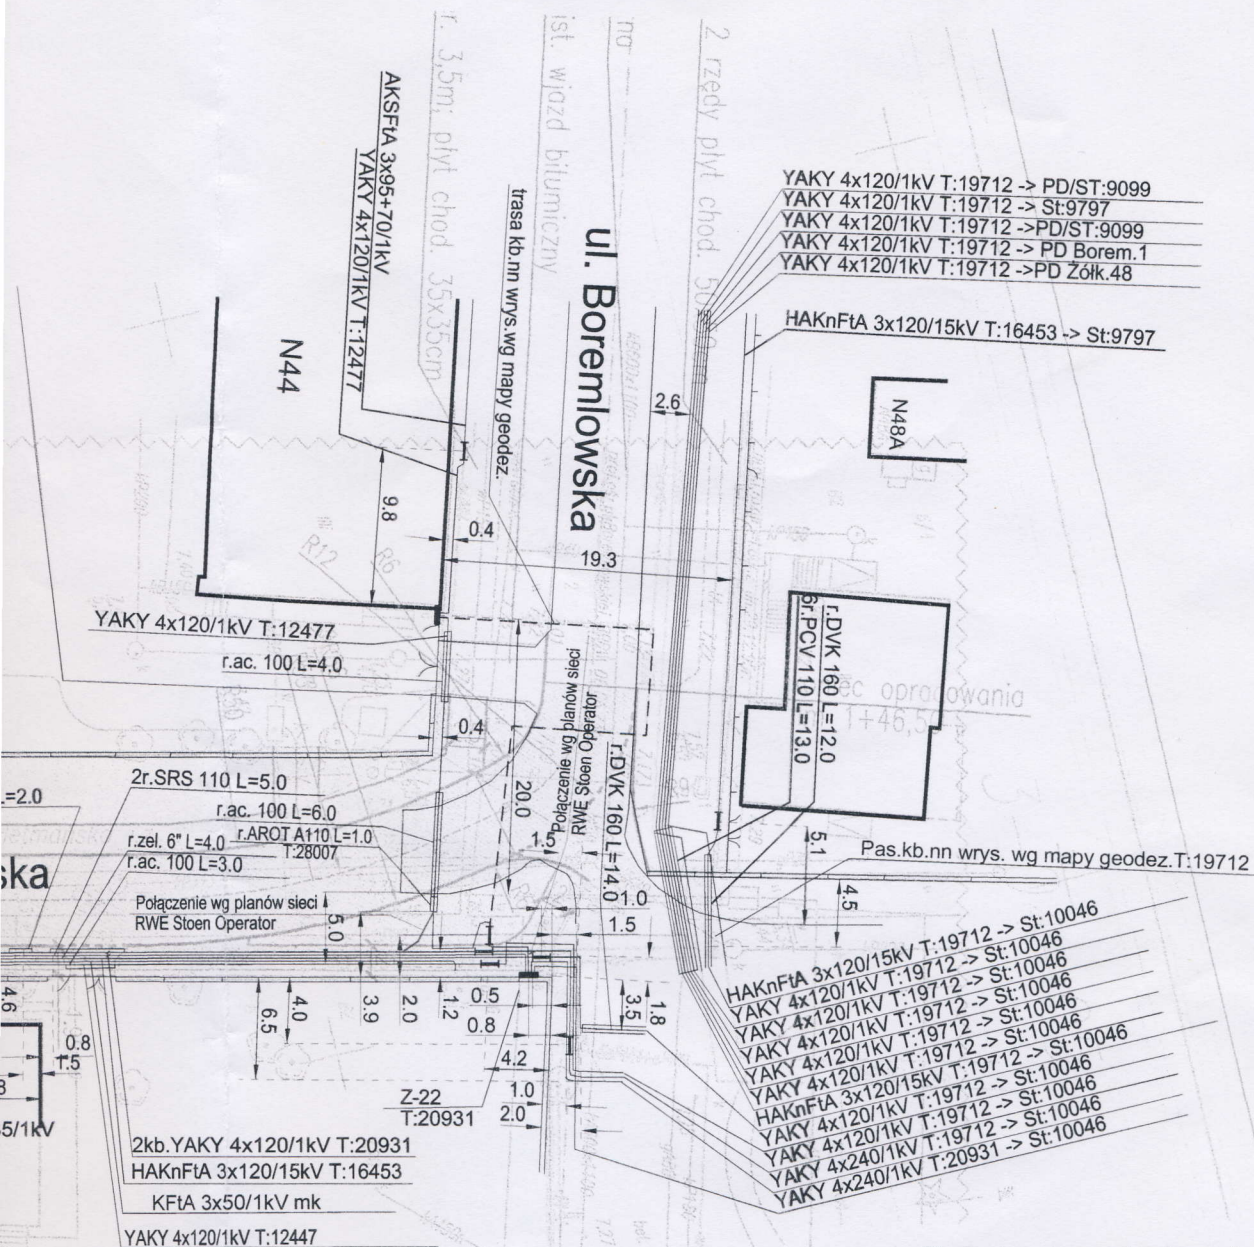 r. 3,5m; płyt chod. 35x35cm
ist. wjazd bitumiczny
na
2 rzędy płyt chod.
AKSFtA 3x95+70/1kV
YAKY 4x120/1kV T:12477
trasa kb.nn wrys.wg mapy geodez.
ul. Boremlowska
YAKY 4x120/1kV T:19712 -> PD/ST:9099
YAKY 4x120/1kV T:19712 -> St:9797
YAKY 4x120/1kV T:19712 ->PD/ST:9099
YAKY 4x120/1kV T:19712 -> PD Borem.1
YAKY 4x120/1kV T:19712 ->PD Żółk.48
HAKnFtA 3x120/15kV T:16453 -> St:9797
N44
N48A
2.6
9.8
0.4
19.3
R12
R6
YAKY 4x120/1kV T:12477
r.ac. 100 L=4.0
0.4
r.DVK 160 L=12.0
6r.PCV 110 L=13.0
opracowania
1+46,5
Połączenie wg planów sieci
RWE Stoen Operator
r.DVK 160 L=14.0
20.0
1.5
L=2.0
2r.SRS 110 L=5.0
r.ac. 100 L=6.0
r.zel. 6" L=4.0
r.AROT A110 L=1.0
T:28007
r.ac. 100 L=3.0
ska
Połączenie wg planów sieci
RWE Stoen Operator
5.0
5.1
Pas.kb.nn wrys. wg mapy geodez.T:19712
4.5
1.0
1.5
HAKnFtA 3x120/15kV T:19712 -> St:10046
YAKY 4x120/1kV T:19712 -> St:10046
YAKY 4x120/1kV T:19712 -> St:10046
YAKY 4x120/1kV T:19712 -> St:10046
YAKY 4x120/1kV T:19712 -> St:10046
HAKnFtA 3x120/15kV T:19712 -> St:10046
YAKY 4x120/1kV T:19712 -> St:10046
YAKY 4x120/1kV T:19712 -> St:10046
YAKY 4x240/1kV T:19712 -> St:10046
YAKY 4x240/1kV T:20931 -> St:10046
4.6
6.5
4.0
3.9
2.0
1.2
0.5
0.8
3.5
1.8
4.2
1.0
2.0
0.8
1.5
Z-22
T:20931
5/1kV
2kb.YAKY 4x120/1kV T:20931
HAKnFtA 3x120/15kV T:16453
KFtA 3x50/1kV mk
YAKY 4x120/1kV T:12447